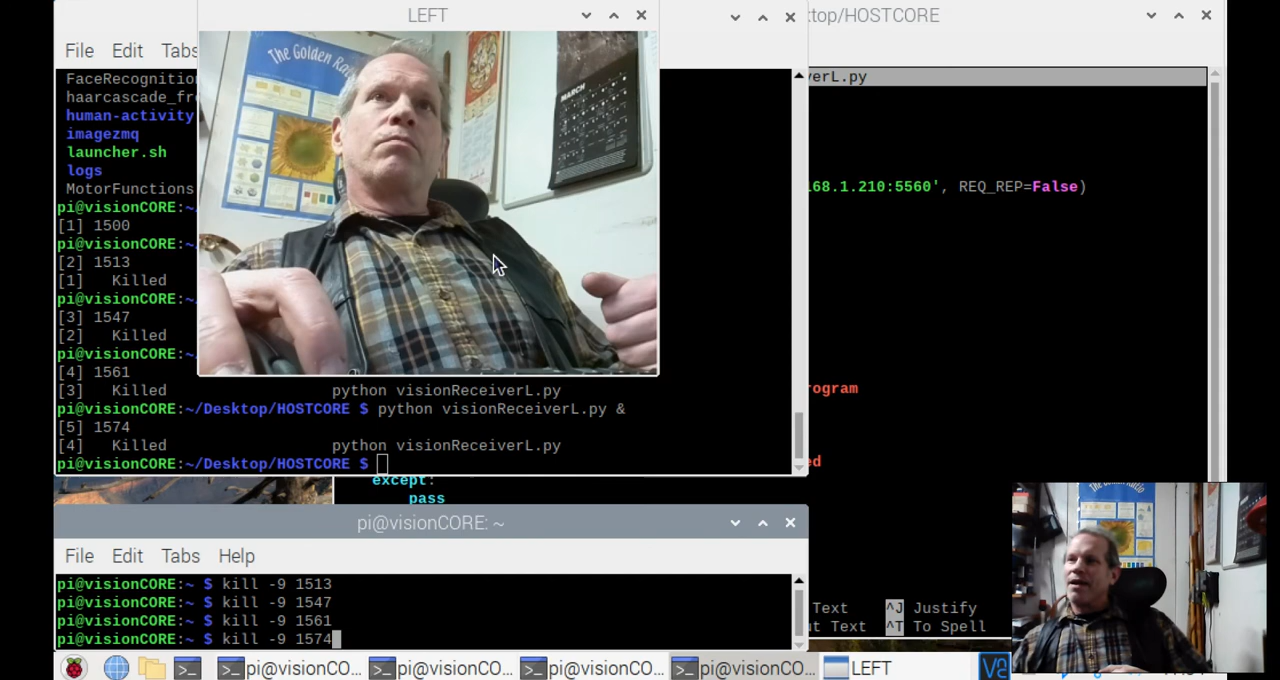 LEFT
ktop/HOSTCORE
File Edit Tabs
The Golden Ratio
MARCH
FaceRecognition
haarcascade_fr
human-activity
imagezmq
launcher.sh
logs
MotorFunctions
pi@visionCORE:~
[1] 1500
pi@visionCORE:~
[2] 1513
[1] Killed
pi@visionCORE:~
[3] 1547
[2] Killed
pi@visionCORE:~
[4] 1561
[3] Killed python visionReceiverL.py
pi@visionCORE:~/Desktop/HOSTCORE $ python visionReceiverL.py &
[5] 1574
[4] Killed python visionReceiverL.py
pi@visionCORE:~/Desktop/HOSTCORE $
verL.py
68.1.210:5560', REQ_REP=False)
rogram
ed
except:
pass
pi@visionCORE: ~
File Edit Tabs Help
pi@visionCORE:~ $ kill -9 1513
pi@visionCORE:~ $ kill -9 1547
pi@visionCORE:~ $ kill -9 1561
pi@visionCORE:~ $ kill -9 1574
Text ^J Justify
ut Text ^T To Spell
pi@visionCO... pi@visionCO... pi@visionCO... pi@visionCO... LEFT